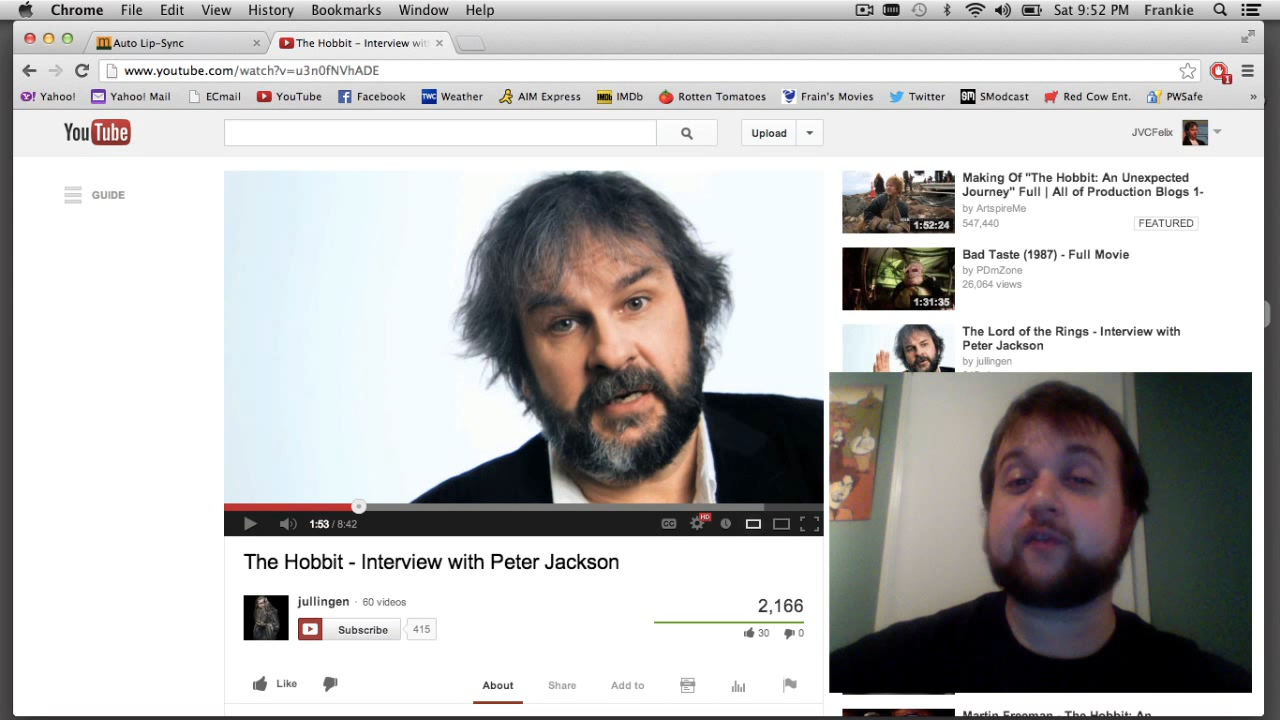 Chrome File Edit View History Bookmarks Window Help Sat 9:52 PM Frankie
Auto Lip-Sync The Hobbit - Interview wit
www.youtube.com/watch?v=u3n0fNVhADE
Yahoo! Yahoo! Mail ECmail YouTube Facebook Weather AIM Express IMDb Rotten Tomatoes Frain's Movies Twitter SModcast Red Cow Ent. PWSafe »
YouTube Upload JVCFelix
GUIDE
Making Of "The Hobbit: An Unexpected
Journey" Full | All of Production Blogs 1-
by ArtspireMe
547,440 FEATURED
1:52:24
Bad Taste (1987) - Full Movie
by PDmZone
26,064 views
1:31:35
The Lord of the Rings - Interview with
Peter Jackson
by jullingen
1:53 / 8:42 CC HD
The Hobbit - Interview with Peter Jackson
jullingen · 60 videos 2,166
Subscribe 415 30 0
Like About Share Add to
Martin Freeman - The Hobbit: An